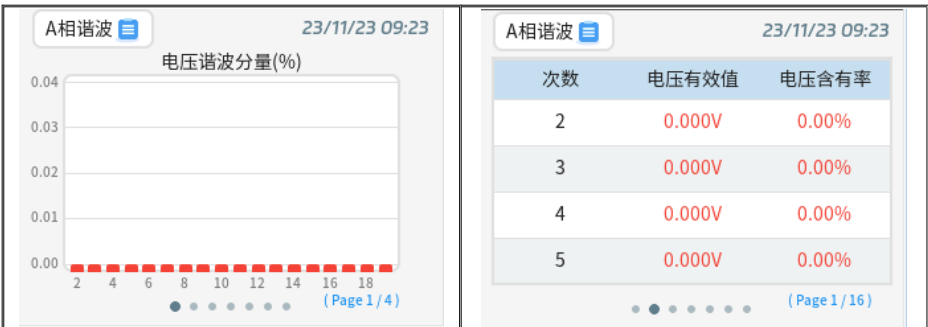 A相谐波 23/11/23 09:23
电压谐波分量(%)
0.04
0.03
0.02
0.01
0.00
2 4 6 8 10 12 14 16 18
( Page 1 / 4 )
A相谐波 23/11/23 09:23
次数 电压有效值 电压含有率
2 0.000V 0.00%
3 0.000V 0.00%
4 0.000V 0.00%
5 0.000V 0.00%
( Page 1 / 16 )